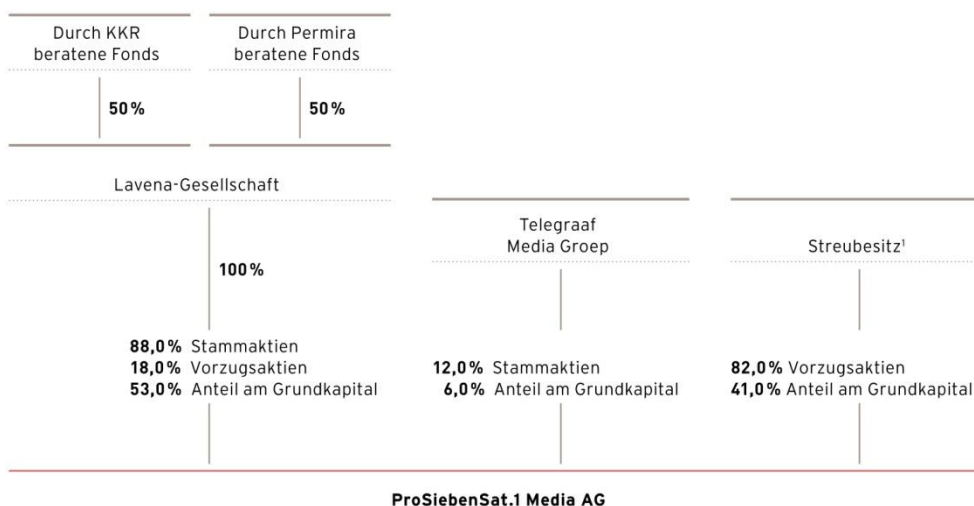 Durch KKR
beratene Fonds
Durch Permira
beratene Fonds
50%
50%
Lavena-Gesellschaft
100%
88,0% Stammaktien
18,0% Vorzugsaktien
53,0% Anteil am Grundkapital
Telegraaf
Media Groep
12,0% Stammaktien
6,0% Anteil am Grundkapital
Streubesitz¹
82,0% Vorzugsaktien
41,0% Anteil am Grundkapital
ProSiebenSat.1 Media AG